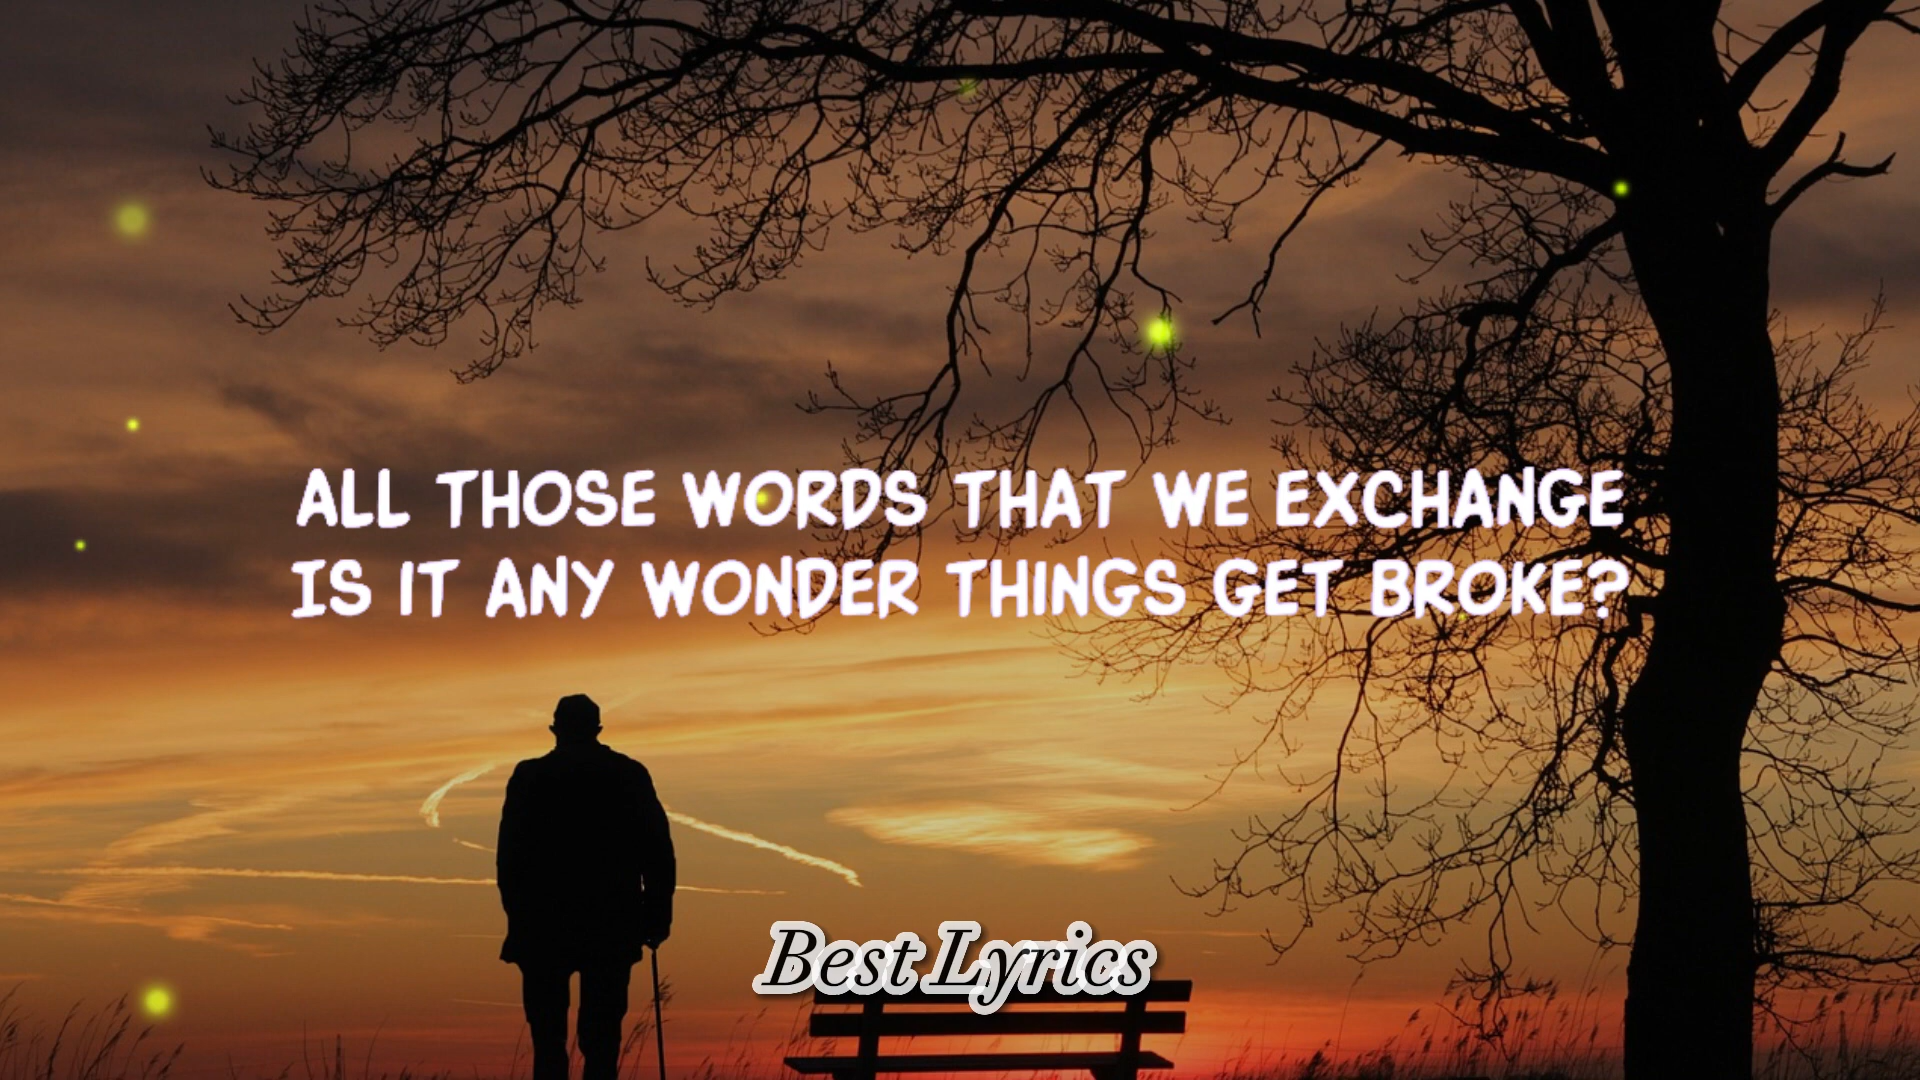 ALL THOSE WORDS THAT WE EXCHANGE
IS IT ANY WONDER THINGS GET BROKE?
Best Lyrics